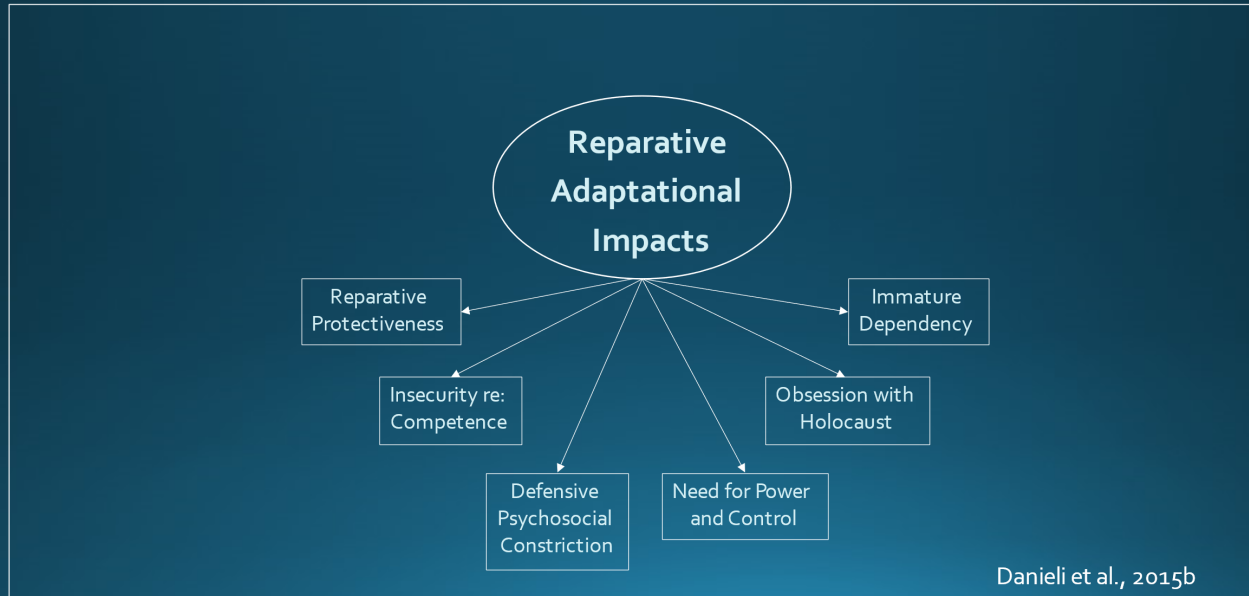 Reparative
Adaptational
Impacts
Reparative
Protectiveness
Immature
Dependency
Insecurity re:
Competence
Obsession with
Holocaust
Defensive
Psychosocial
Constriction
Need for Power
and Control
Danieli et al., 2015b